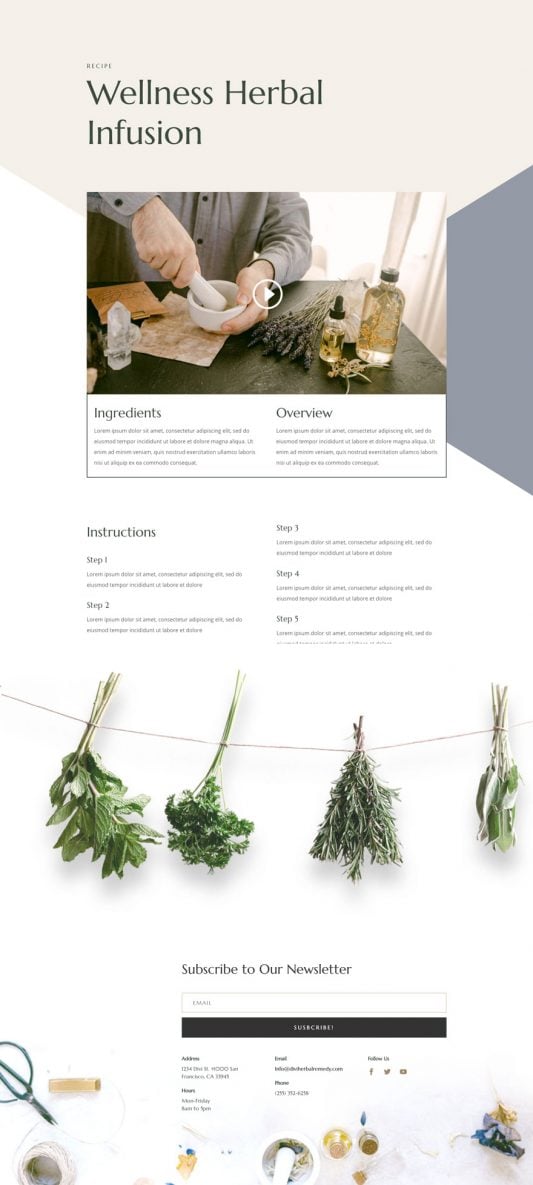 RECIPE
Wellness Herbal
Infusion
Ingredients
Lorem ipsum dolor sit amet, consectetur adipiscing elit, sed do
eiusmod tempor incididunt ut labore et dolore magna aliqua. Ut
enim ad minim veniam, quis nostrud exercitation ullamco laboris
nisi ut aliquip ex ea commodo consequat.
Overview
Lorem ipsum dolor sit amet, consectetur adipiscing elit, sed do
eiusmod tempor incididunt ut labore et dolore magna aliqua. Ut
enim ad minim veniam, quis nostrud exercitation ullamco laboris
nisi ut aliquip ex ea commodo consequat.
Instructions
Step 1
Lorem ipsum dolor sit amet, consectetur adipiscing elit, sed do
eiusmod tempor incididunt ut labore et dolore
Step 2
Lorem ipsum dolor sit amet, consectetur adipiscing elit, sed do
eiusmod tempor incididunt ut labore et dolore
Step 3
Lorem ipsum dolor sit amet, consectetur adipiscing elit, sed do
eiusmod tempor incididunt ut labore et dolore
Step 4
Lorem ipsum dolor sit amet, consectetur adipiscing elit, sed do
eiusmod tempor incididunt ut labore et dolore
Step 5
Lorem ipsum dolor sit amet, consectetur adipiscing elit, sed do
Subscribe to Our Newsletter
EMAIL
SUSBCRIBE!
Address
1234 Divi St. #1000 San
Francisco, CA 33945
Hours
Mon-Friday
8am to 5pm
Email
info@diviherbalremedy.com
Phone
(255) 352-6258
Follow Us